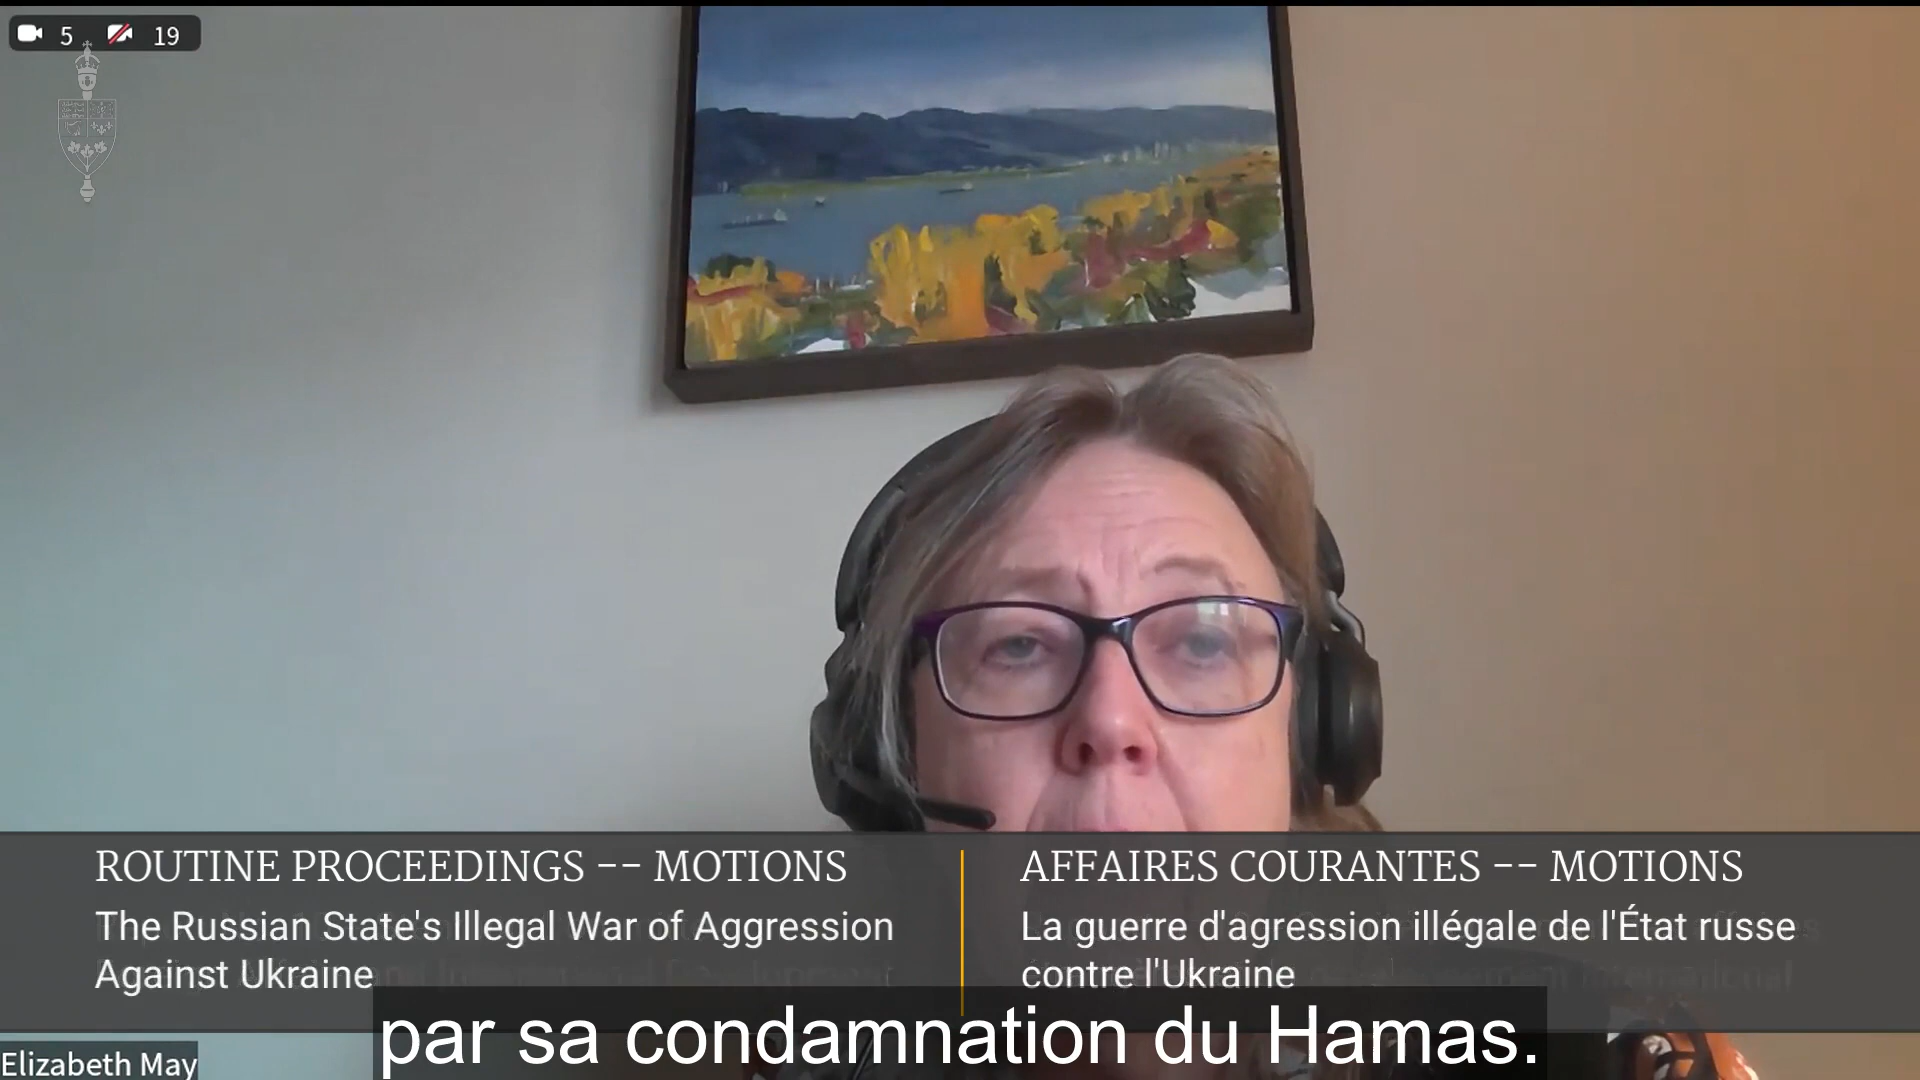 5 19
ROUTINE PROCEEDINGS -- MOTIONS
The Russian State's Illegal War of Aggression
Against Ukraine
AFFAIRES COURANTES -- MOTIONS
La guerre d'agression illégale de l'État russe
contre l'Ukraine
par sa condamnation du Hamas.
Elizabeth May